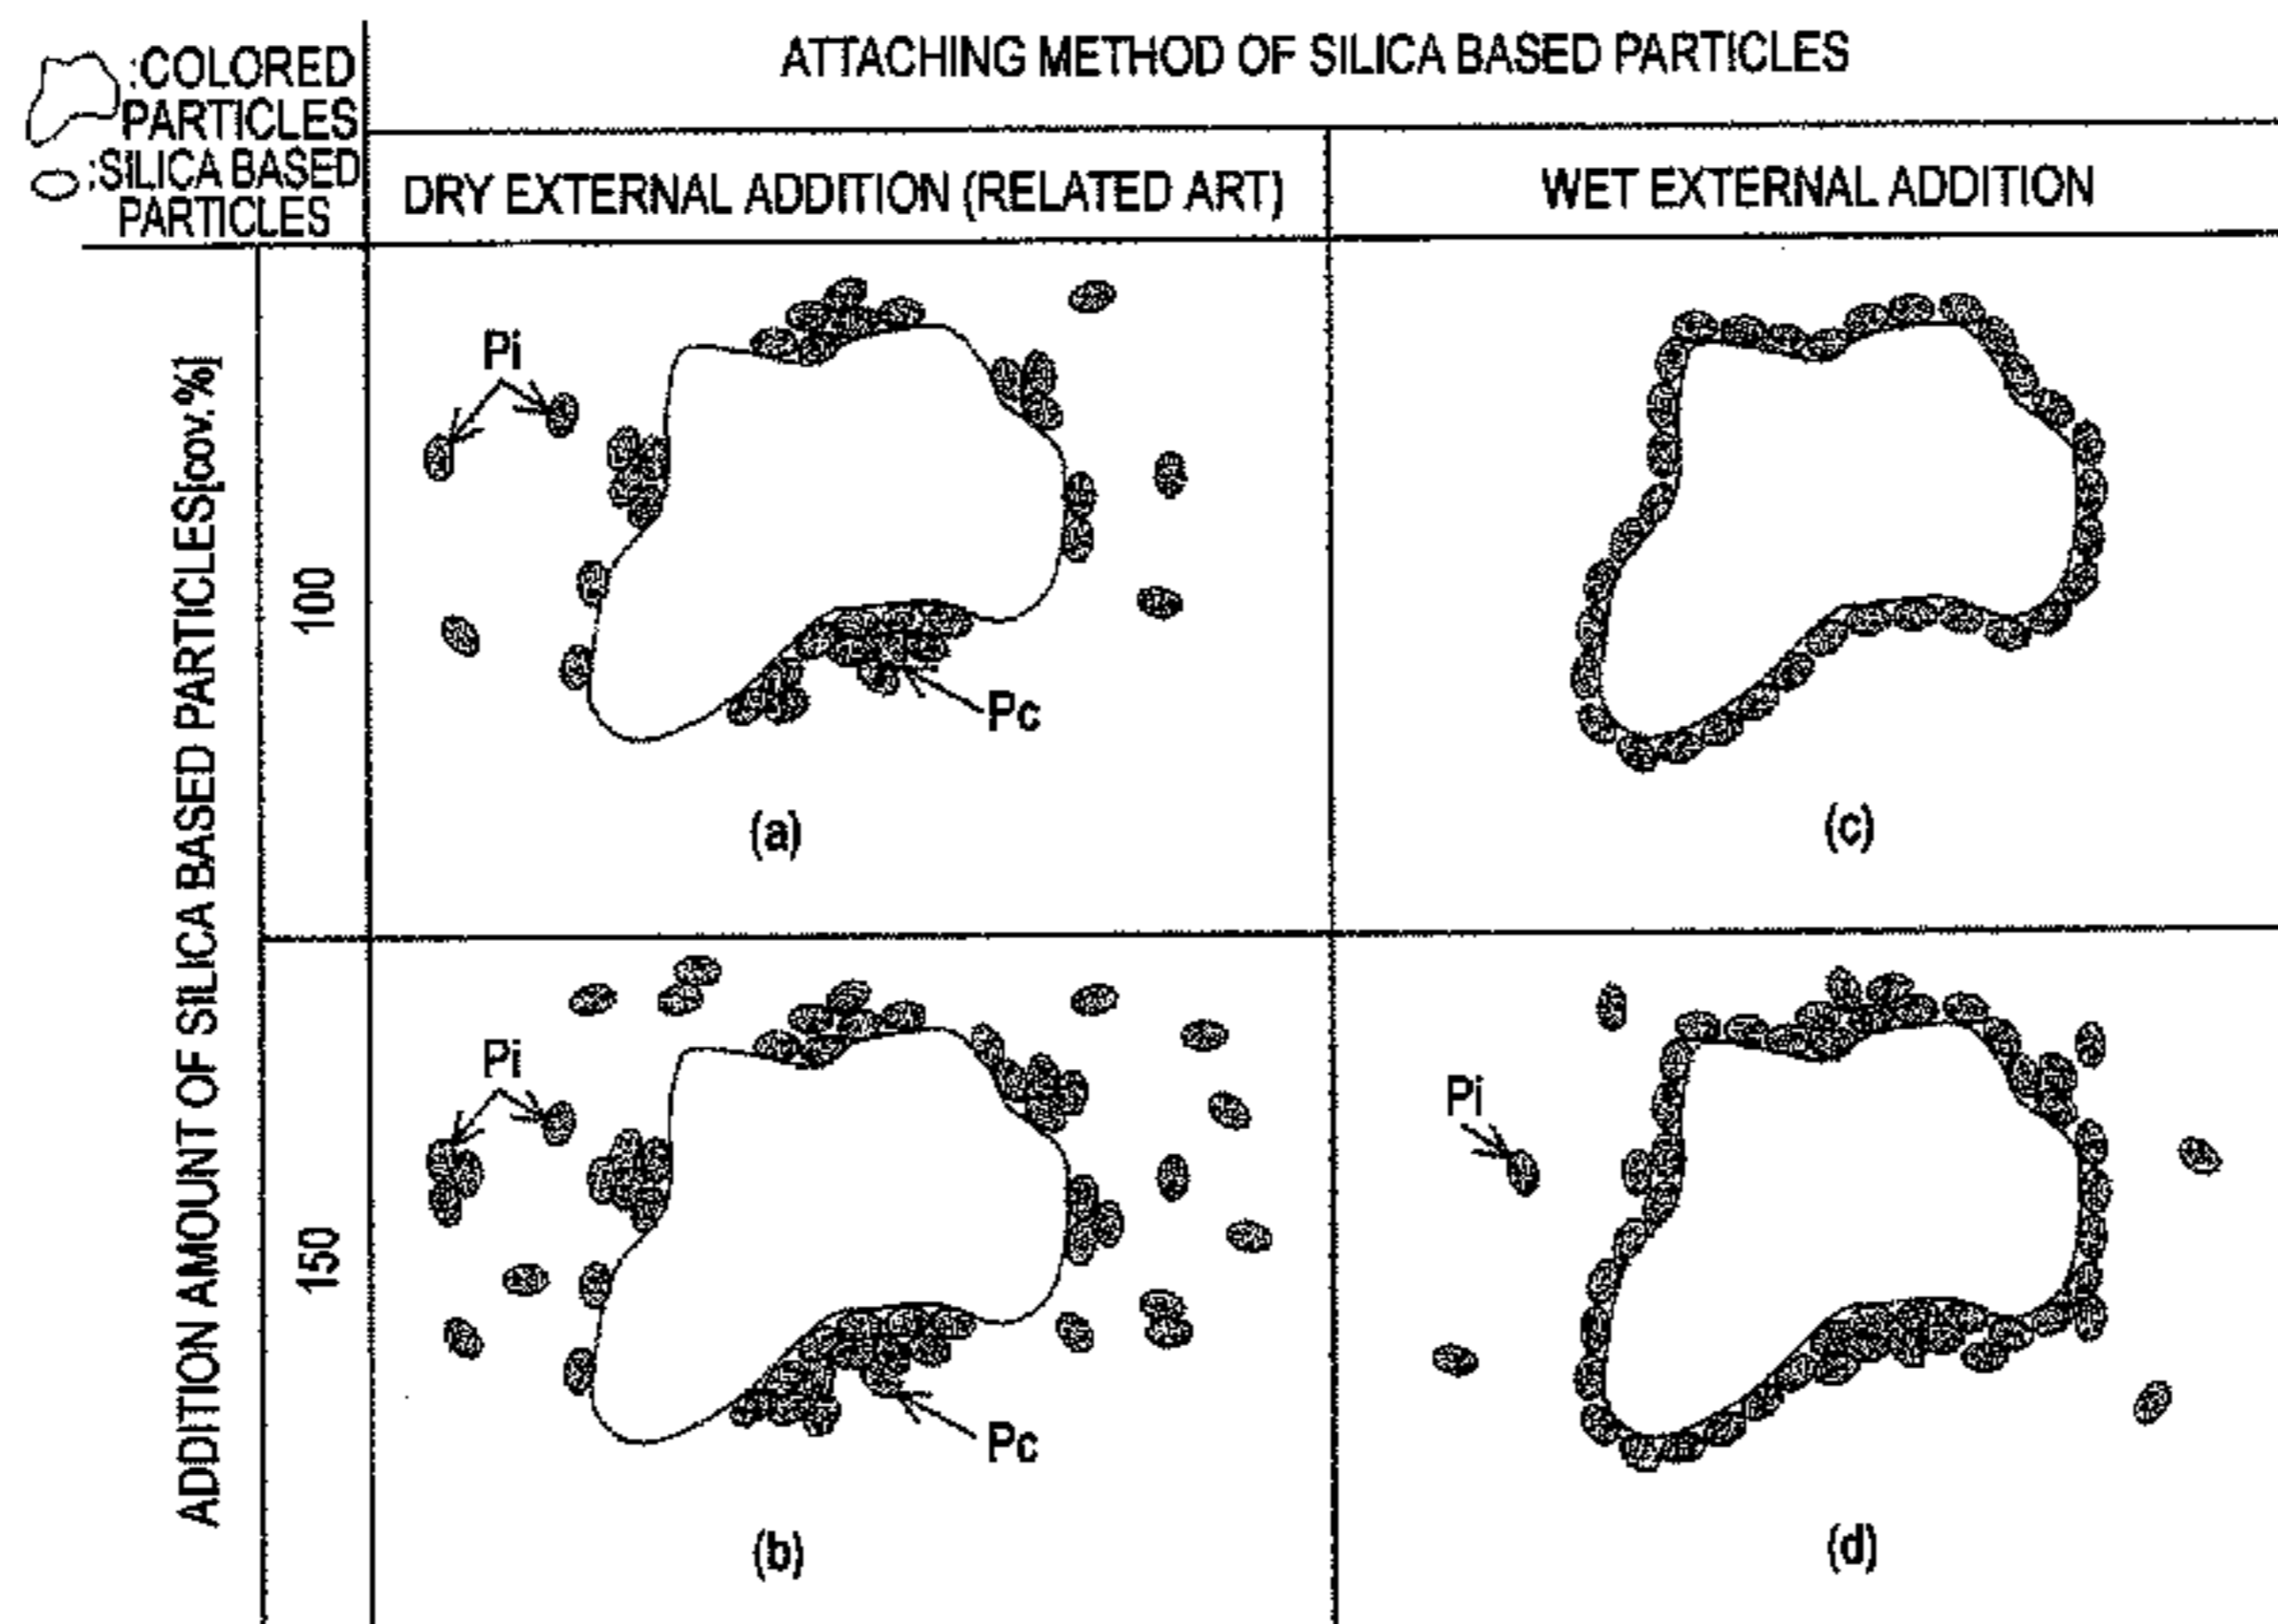 :COLORED
PARTICLES
:SILICA BASED
PARTICLES
ATTACHING METHOD OF SILICA BASED PARTICLES
DRY EXTERNAL ADDITION (RELATED ART)
WET EXTERNAL ADDITION
ADDITION AMOUNT OF SILICA BASED PARTICLES[cov.%]
100
Pi
Pc
(a)
(c)
150
Pi
Pc
(b)
Pi
(d)